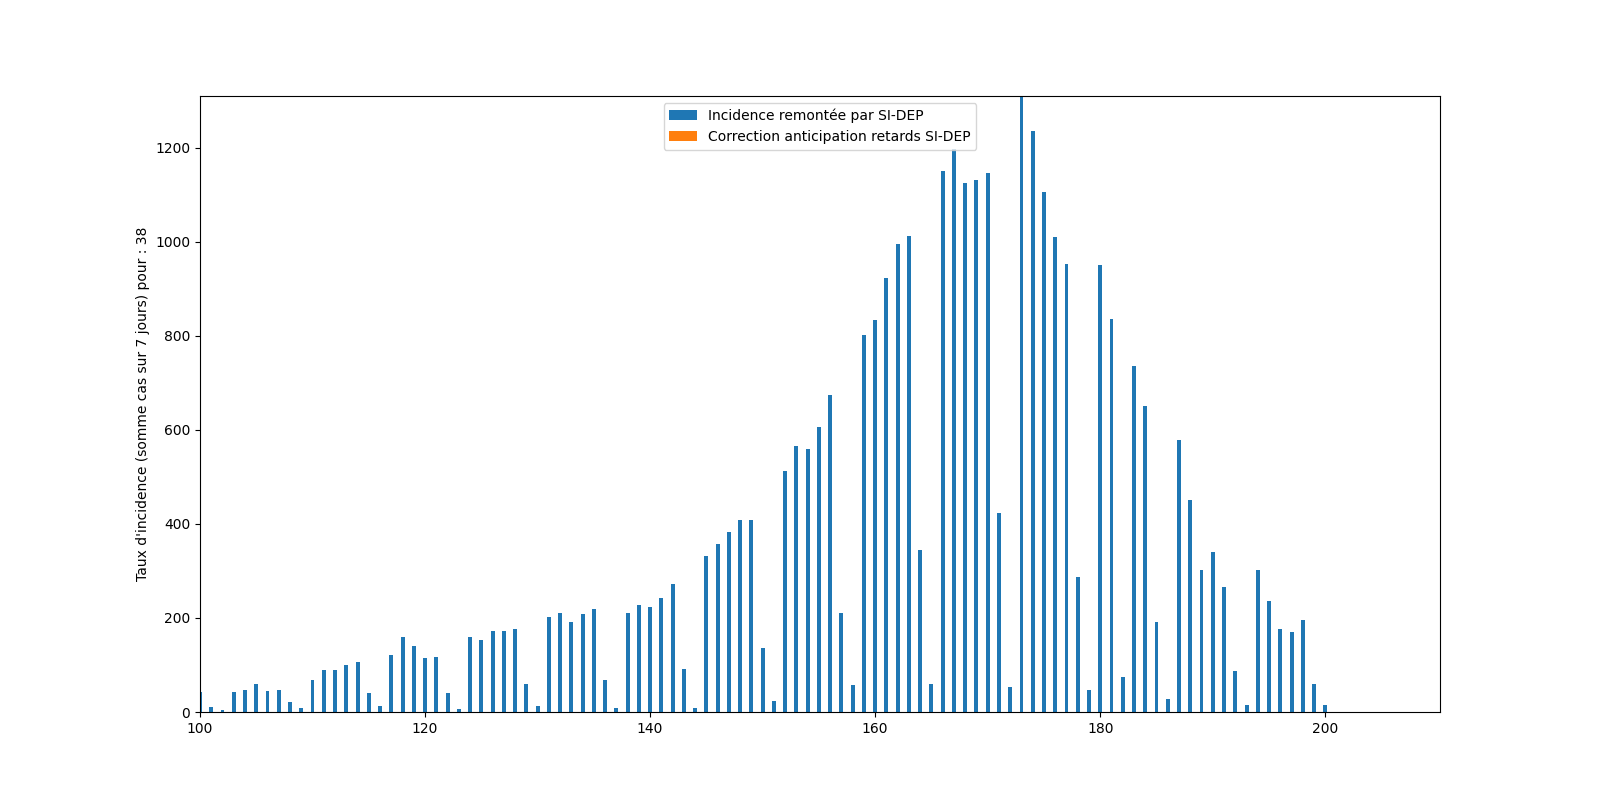 Incidence remontée par SI-DEP
Correction anticipation retards SI-DEP
Taux d'incidence (somme cas sur 7 jours) pour : 38
1200
1000
800
600
400
200
0
100 120 140 160 180 200